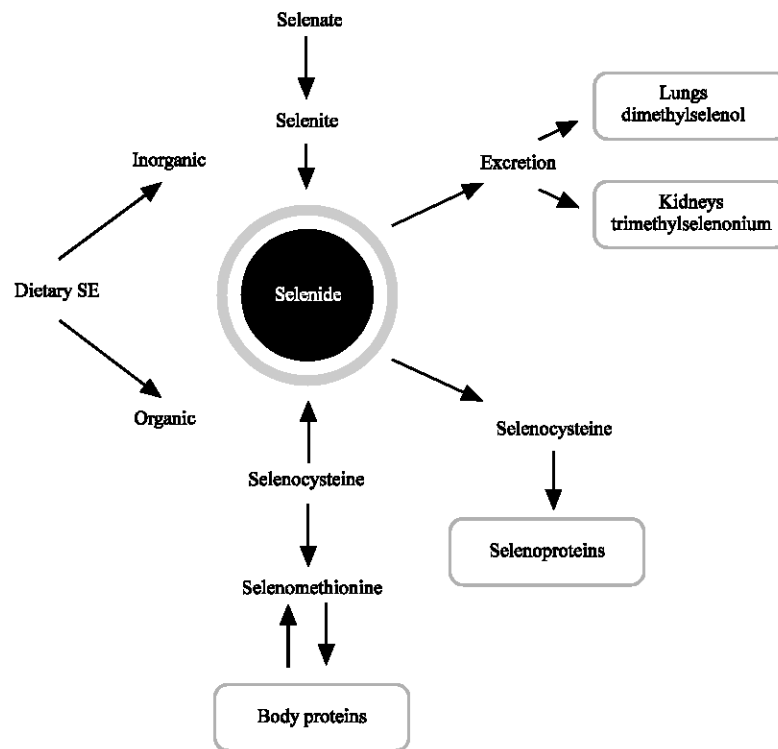 Selenate
Selenite
Inorganic
Excretion
Lungs
dimethylselenol
Kidneys
trimethylselenonium
Dietary SE
Selenide
Organic
Selenocysteine
Selenocysteine
Selenoproteins
Selenomethionine
Body proteins